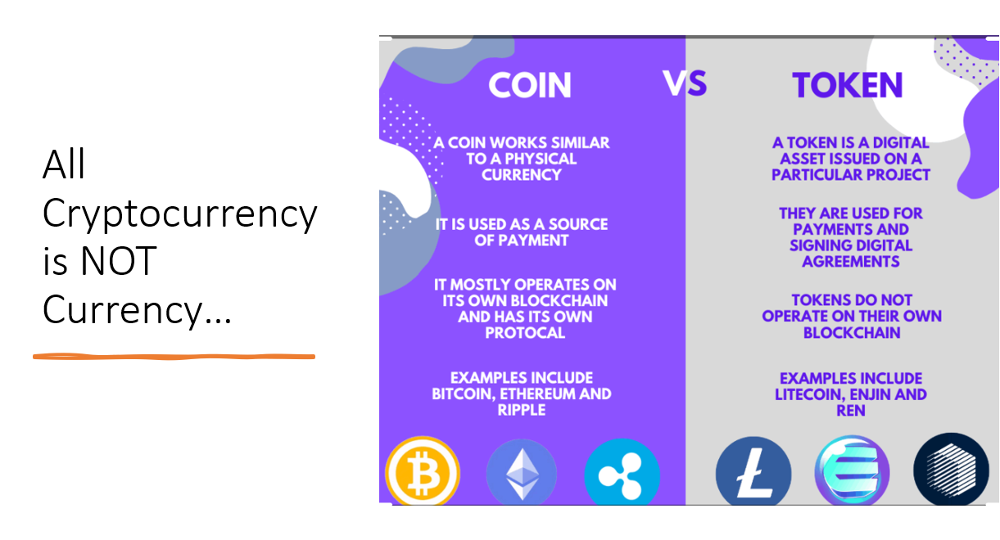 All
Cryptocurrency
is NOT
Currency...
COIN
VS
TOKEN
A COIN WORKS SIMILAR
TO A PHYSICAL
CURRENCY
IT IS USED AS A SOURCE
OF PAYMENT
IT MOSTLY OPERATES ON
ITS OWN BLOCKCHAIN
AND HAS ITS OWN
PROTOCAL
EXAMPLES INCLUDE
BITCOIN, ETHEREUM AND
RIPPLE
A TOKEN IS A DIGITAL
ASSET ISSUED ON A
PARTICULAR PROJECT
THEY ARE USED FOR
PAYMENTS AND
SIGNING DIGITAL
AGREEMENTS
TOKENS DO NOT
OPERATE ON THEIR OWN
BLOCKCHAIN
EXAMPLES INCLUDE
LITECOIN, ENJIN AND
REN